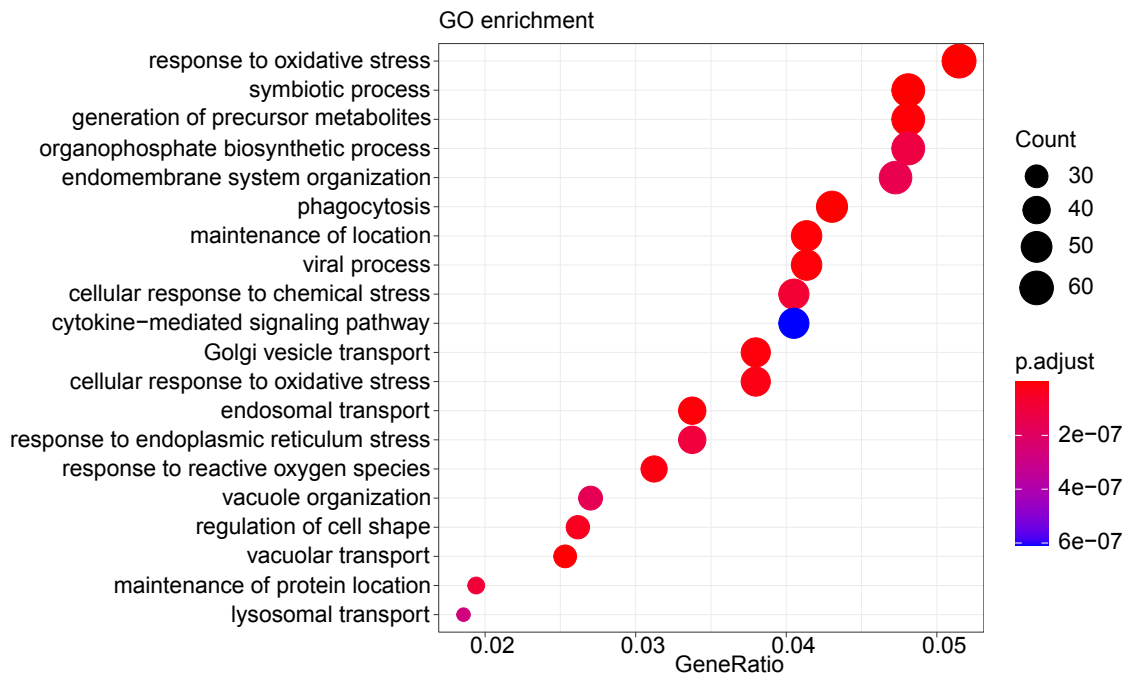 GO enrichment
response to oxidative stress
symbiotic process
generation of precursor metabolites
organophosphate biosynthetic process
endomembrane system organization
phagocytosis
maintenance of location
viral process
cellular response to chemical stress
cytokine−mediated signaling pathway
Golgi vesicle transport
cellular response to oxidative stress
endosomal transport
response to endoplasmic reticulum stress
response to reactive oxygen species
vacuole organization
regulation of cell shape
vacuolar transport
maintenance of protein location
lysosomal transport
0.02 0.03 0.04 0.05
GeneRatio
Count
30
40
50
60
p.adjust
2e−07
4e−07
6e−07